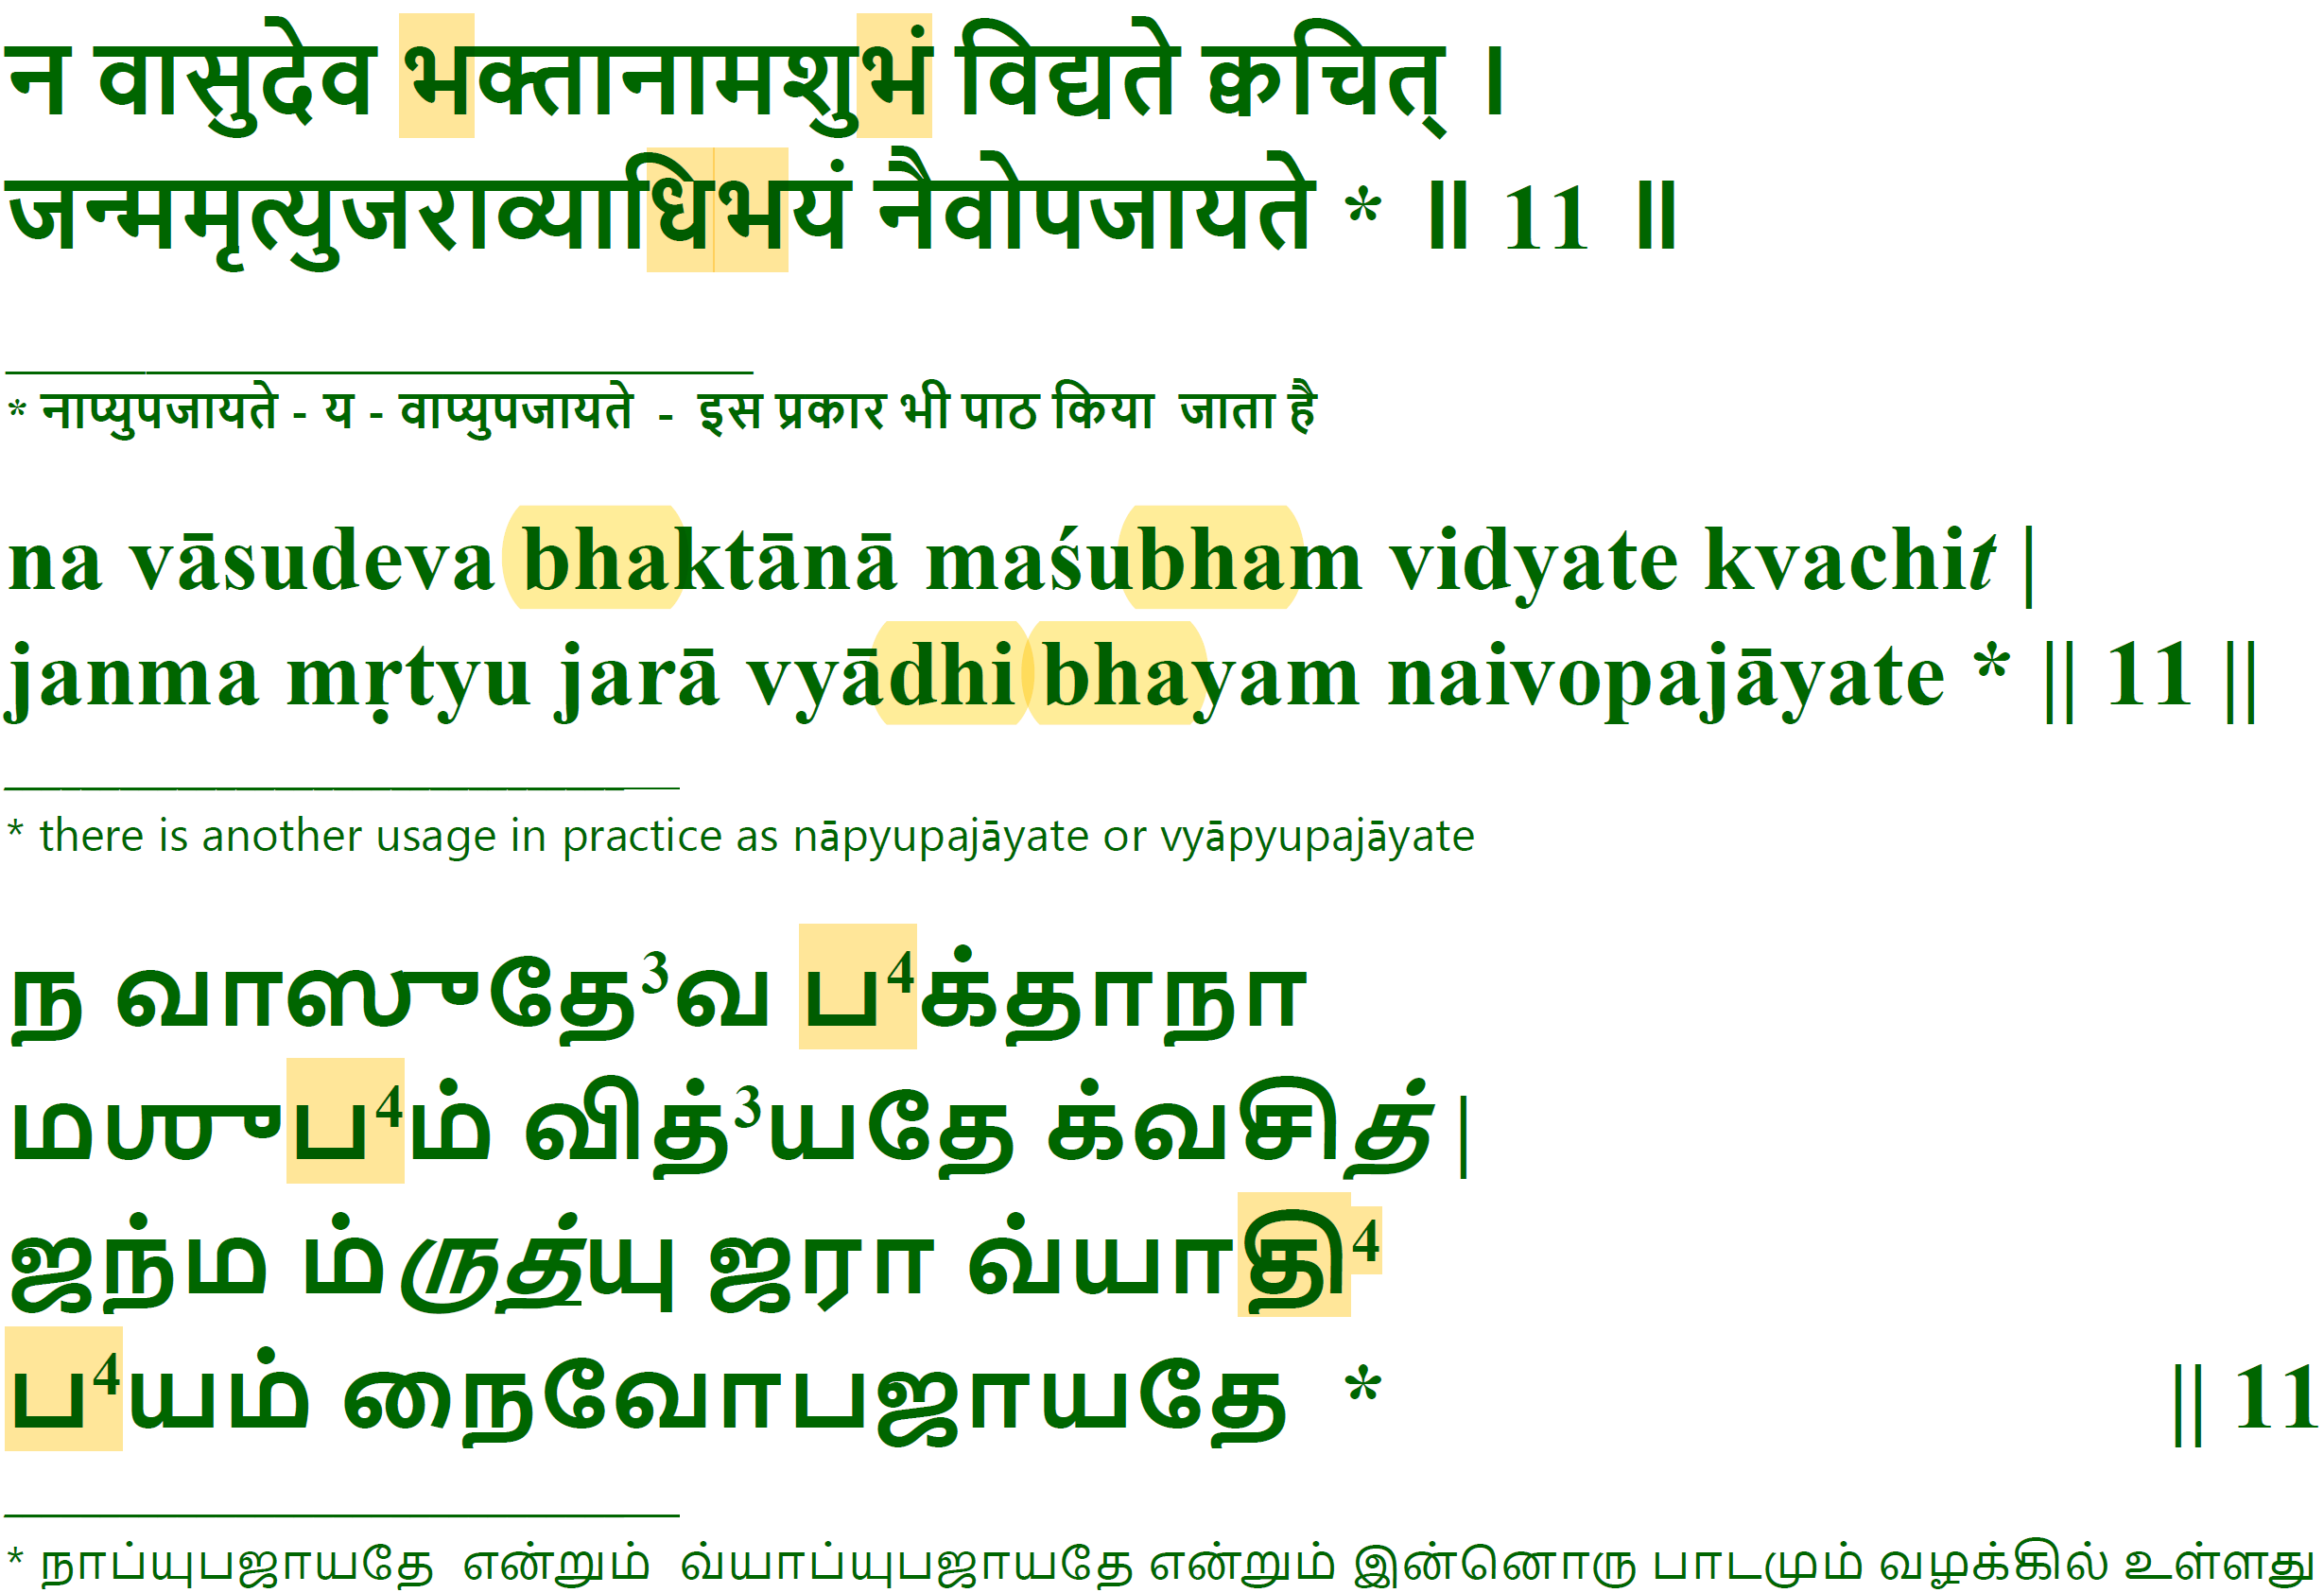 न वासुदेव भक्तानामशुभं विद्यते क्वचित् ।
जन्ममृत्युजराव्याधिभयं नैवोपजायते * ॥ 11 ॥
* नाप्युपजायते - य - वाप्युपजायते - इस प्रकार भी पाठ किया जाता है
na vāsudeva bhaktānā maśubham vidyate kvachit |
janma mṛtyu jarā vyādhi bhayam naivopajāyate * || 11 ||
* there is another usage in practice as nāpyupajāyate or vyāpyupajāyate
ந வாஸுதே³வ ப⁴க்தாநா
மஶுப⁴ம் வித்³யதே க்வசித் |
ஜந்ம ம்ருத்யு ஜரா வ்யாதி⁴
ப⁴யம் நைவோபஜாயதே * || 11
* நாப்யுபஜாயதே என்றும் வ்யாப்யுபஜாயதே என்றும் இன்னொரு பாடமும் வழக்கில் உள்ளது